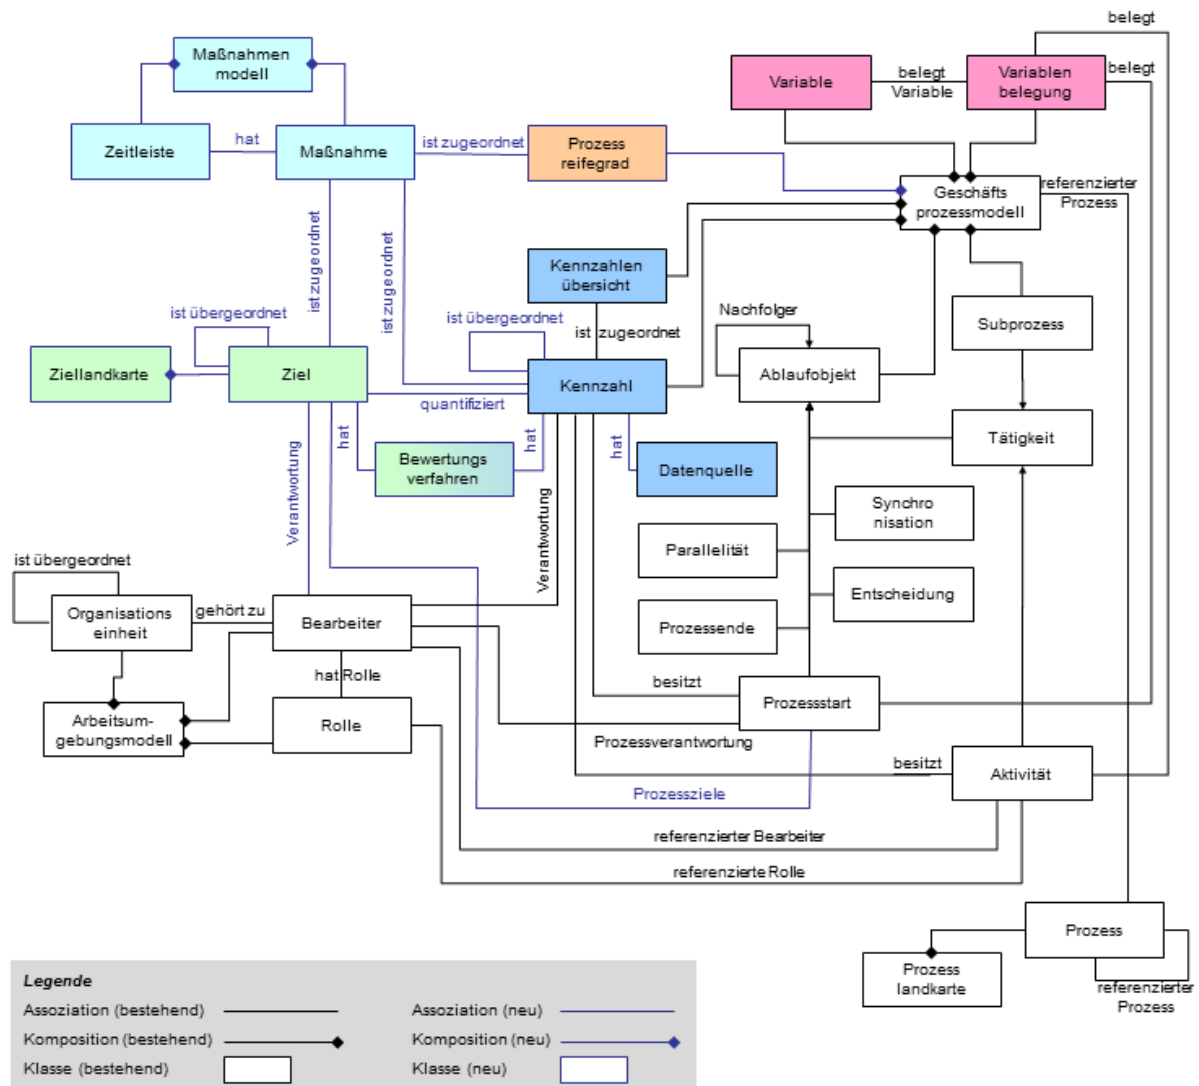 belegt
Maßnahmen
modell
Variable
belegt
Variable
Variablen
belegung
belegt
Zeitleiste
hat
Maßnahme
ist zugeordnet
Prozess
reifegrad
Geschäfts
prozessmodell
referenzierter
Prozess
ist zugeordnet
ist zugeordnet
Kennzahlen
übersicht
ist übergeordnet
ist übergeordnet
ist zugeordnet
Nachfolger
Subprozess
Ziellandkarte
Ziel
Kennzahl
Ablaufobjekt
quantifiziert
Tätigkeit
Verantwortung
hat
Bewertungs
verfahren
hat
hat
Datenquelle
Synchro
nisation
Verantwortung
Parallelität
ist übergeordnet
Entscheidung
Organisations
einheit
gehört zu
Bearbeiter
Prozessende
hat Rolle
besitzt
Prozessstart
Arbeitsum-
gebungsmodell
Rolle
Prozessverantwortung
besitzt
Aktivität
Prozessziele
referenzierter Bearbeiter
referenzierte Rolle
Prozess
Prozess
landkarte
referenzierter
Prozess
Legende
Assoziation (bestehend)
Assoziation (neu)
Komposition (bestehend)
Komposition (neu)
Klasse (bestehend)
Klasse (neu)